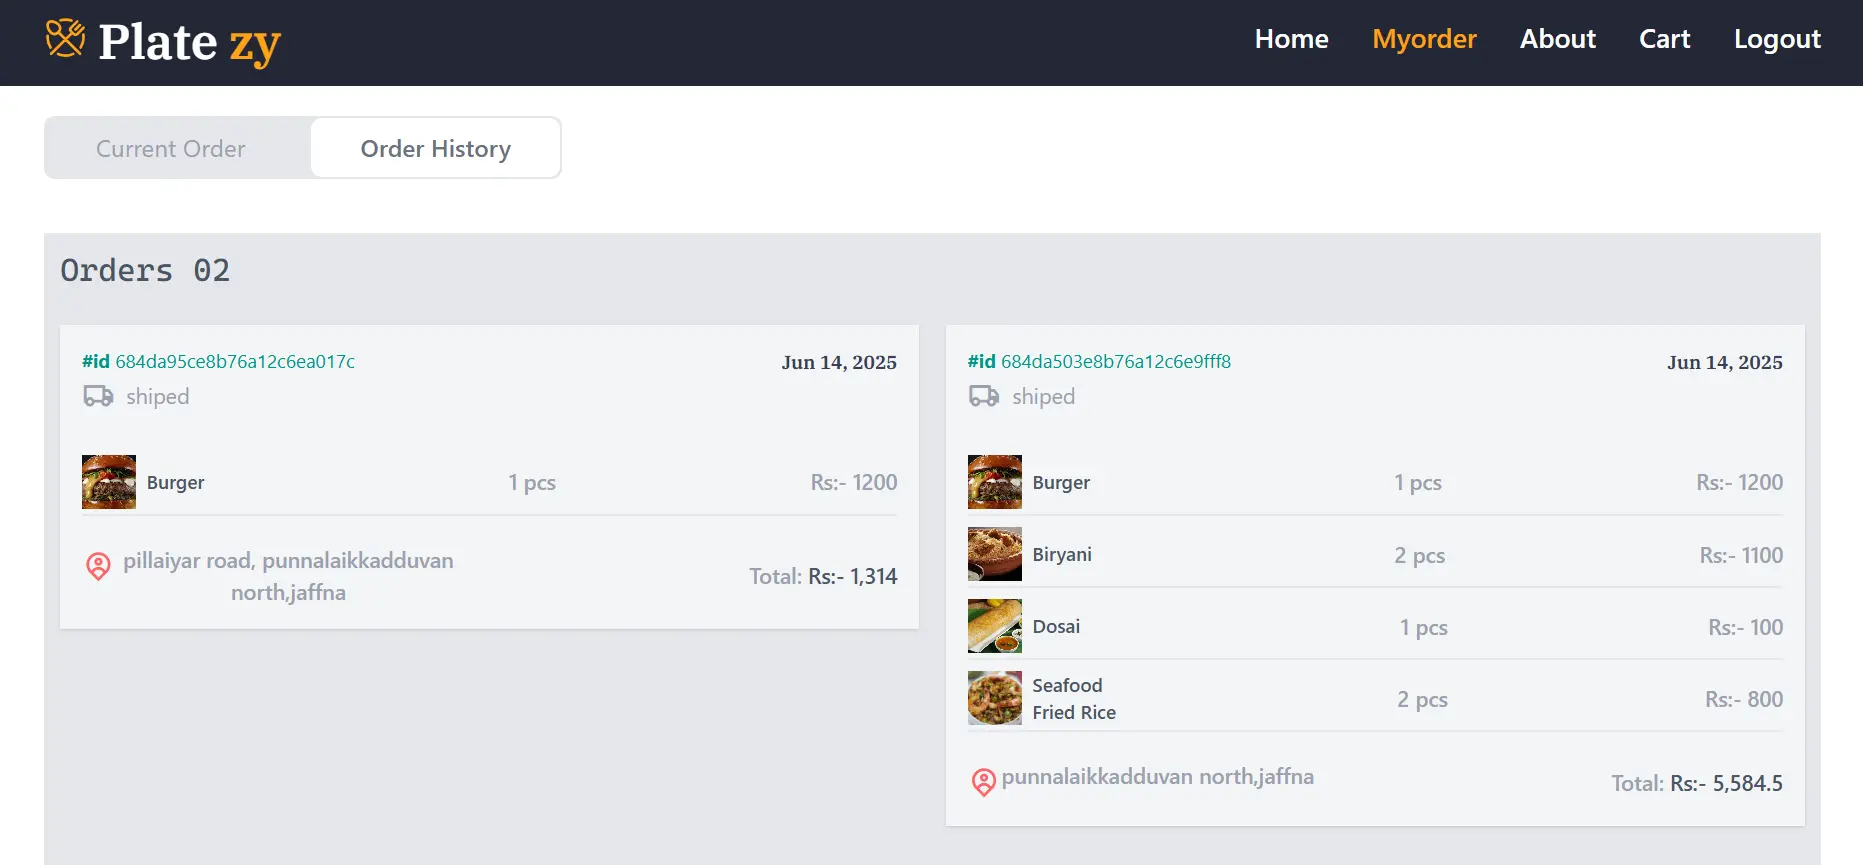 Plate zy
Home Myorder About Cart Logout
Current Order Order History
Orders 02
#id 684da95ce8b76a12c6ea017c Jun 14, 2025
shiped
Burger 1 pcs Rs:- 1200
pillaiyar road, punnalaikkadduvan
north,jaffna
Total: Rs:- 1,314
#id 684da503e8b76a12c6e9fff8 Jun 14, 2025
shiped
Burger 1 pcs Rs:- 1200
Biryani 2 pcs Rs:- 1100
Dosai 1 pcs Rs:- 100
Seafood
Fried Rice 2 pcs Rs:- 800
punnalaikkadduvan north,jaffna
Total: Rs:- 5,584.5